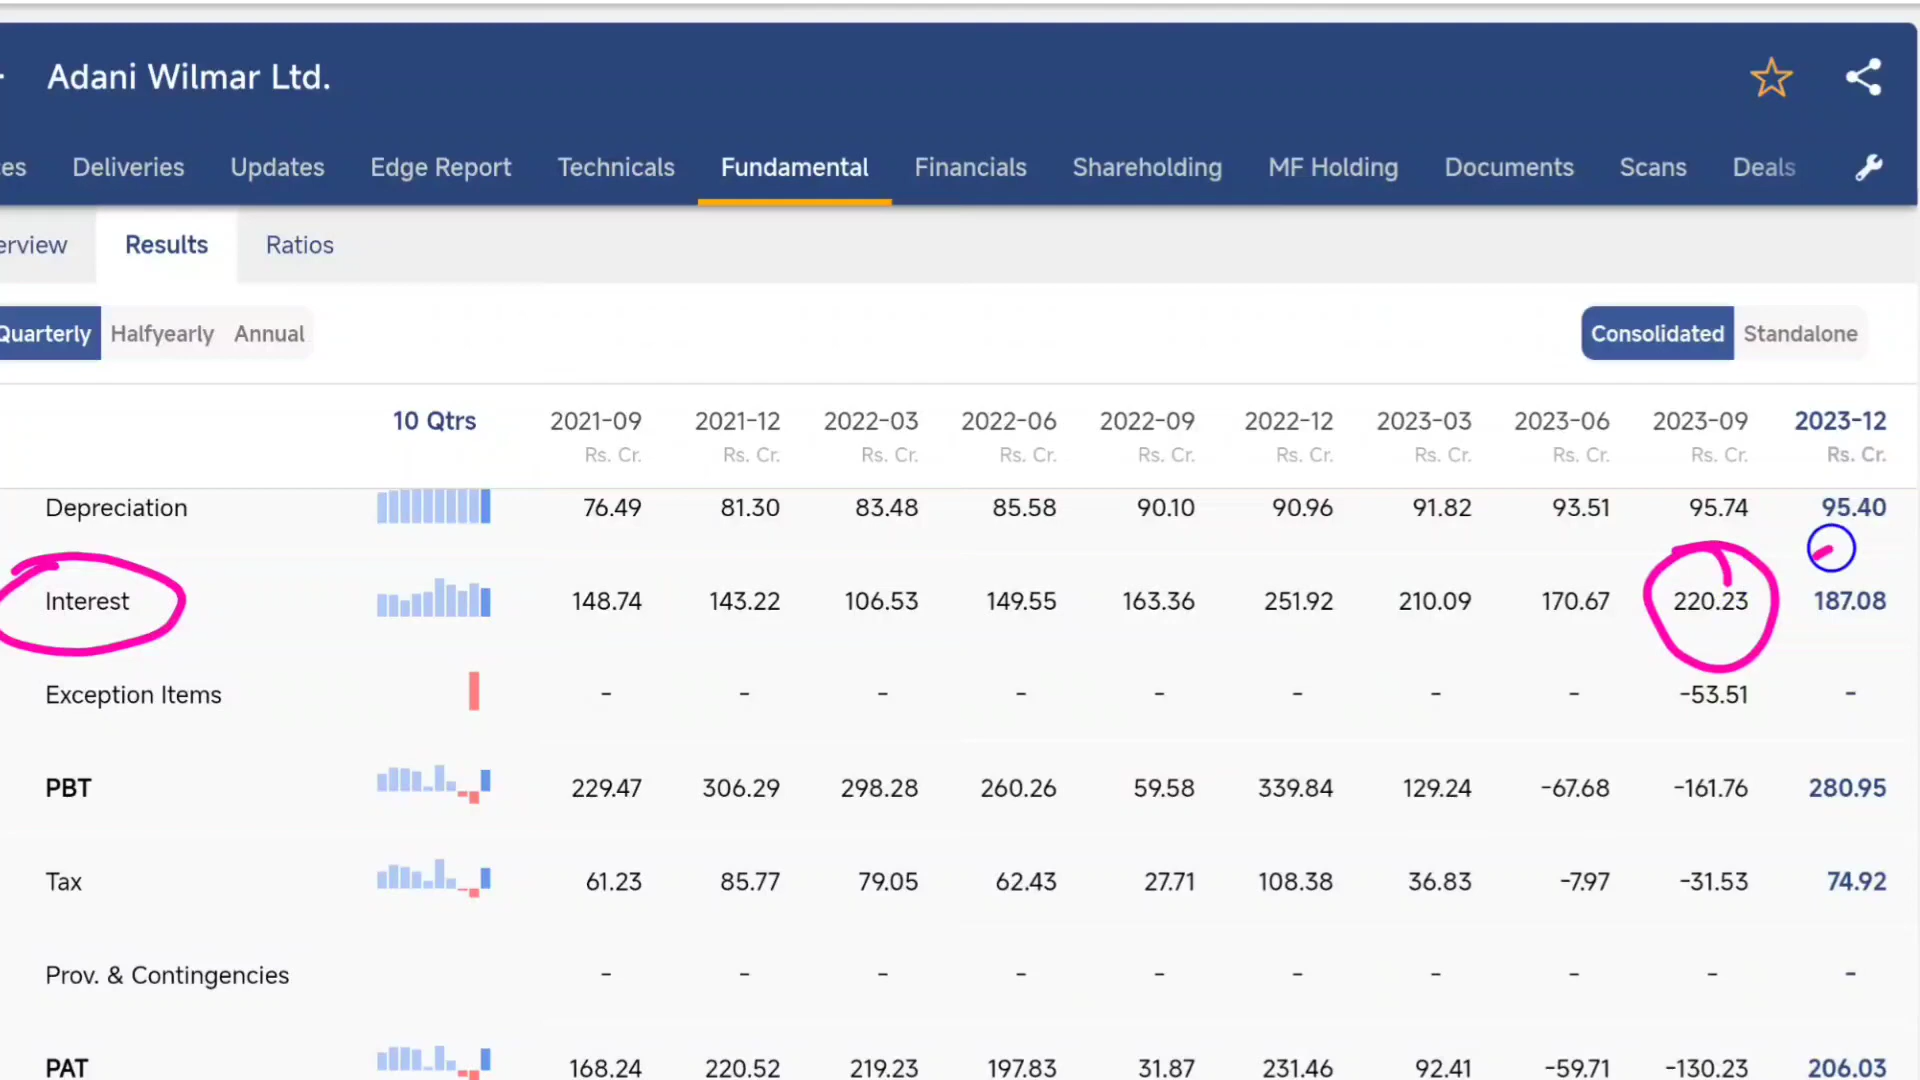 Adani Wilmar Ltd.
es Deliveries Updates Edge Report Technicals Fundamental Financials Shareholding MF Holding Documents Scans Deals
erview Results Ratios
Quarterly Halfyearly Annual Consolidated Standalone
10 Qtrs 2021-09 2021-12 2022-03 2022-06 2022-09 2022-12 2023-03 2023-06 2023-09 2023-12
Rs. Cr. Rs. Cr. Rs. Cr. Rs. Cr. Rs. Cr. Rs. Cr. Rs. Cr. Rs. Cr. Rs. Cr. Rs. Cr.
Depreciation 76.49 81.30 83.48 85.58 90.10 90.96 91.82 93.51 95.74 95.40
Interest 148.74 143.22 106.53 149.55 163.36 251.92 210.09 170.67 220.23 187.08
Exception Items - - - - - - - - -53.51 -
PBT 229.47 306.29 298.28 260.26 59.58 339.84 129.24 -67.68 -161.76 280.95
Tax 61.23 85.77 79.05 62.43 27.71 108.38 36.83 -7.97 -31.53 74.92
Prov. & Contingencies - - - - - - - - - -
PAT 168.24 220.52 219.23 197.83 31.87 231.46 92.41 -59.71 -130.23 206.03